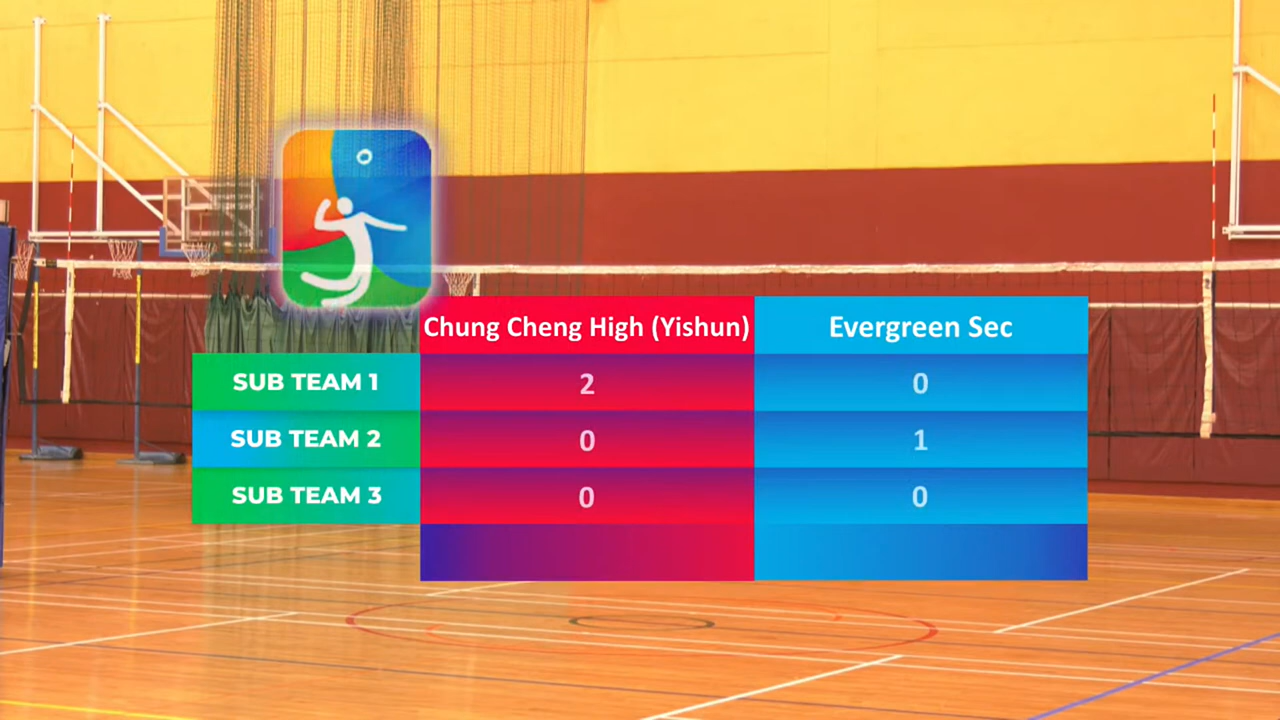 Chung Cheng High (Yishun) Evergreen Sec
SUB TEAM 1 2 0
SUB TEAM 2 0 1
SUB TEAM 3 0 0